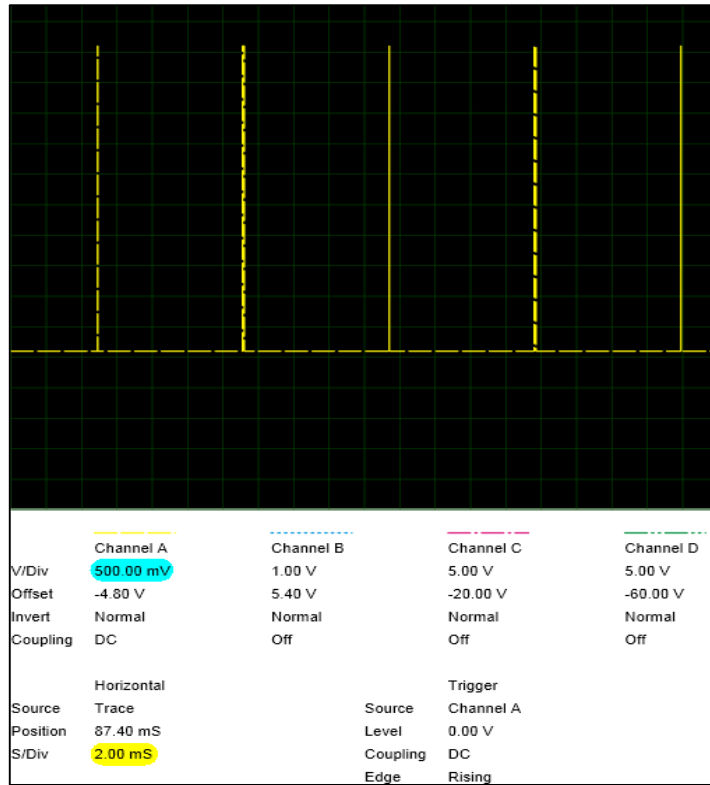 Channel A Channel B Channel C Channel D
V/Div 500.00 mV 1.00 V 5.00 V 5.00 V
Offset -4.80 V 5.40 V -20.00 V -60.00 V
Invert Normal Normal Normal Normal
Coupling DC Off Off Off
Horizontal Trigger
Source Trace Source Channel A
Position 87.40 mS Level 0.00 V
S/Div 2.00 mS Coupling DC
Edge Rising